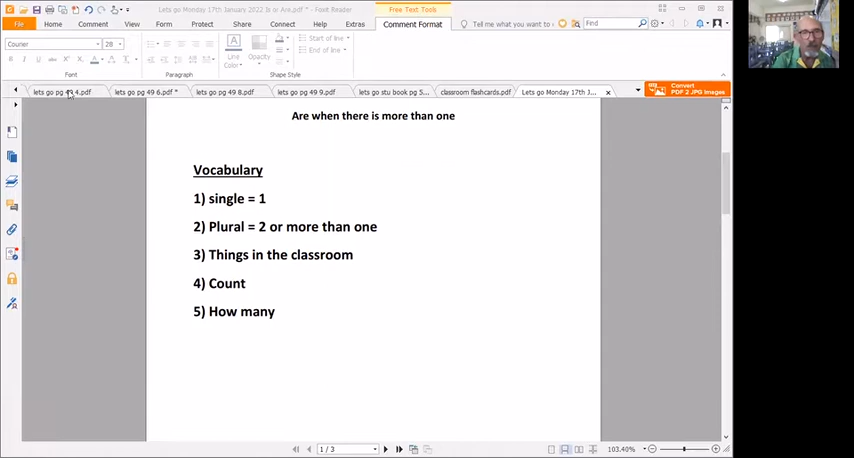 Lets go Monday 17th January 2022 Is or Are.pdf - Foxit Reader
Free Text Tools
File
Home
Comment
Form
Protect
Share
Connect
Help
Extras
Comment Format
Tell me what you want...
Find
Courier
28
B I U
Font
Paragraph
Line Color
Opacity
Shape Style
Start of line
End of line
lets go pg 49 6.pdf *
lets go pg 49 8.pdf
lets go pg 49 9.pdf
lets go stu book pg 5...
classroom flashcards.pdf
Lets go Monday 17th J...
Convert
PDF 2 JPG Images
Are when there is more than one
Vocabulary
1) single = 1
2) Plural = 2 or more than one
3) Things in the classroom
4) Count
5) How many
1 / 3
103.40%